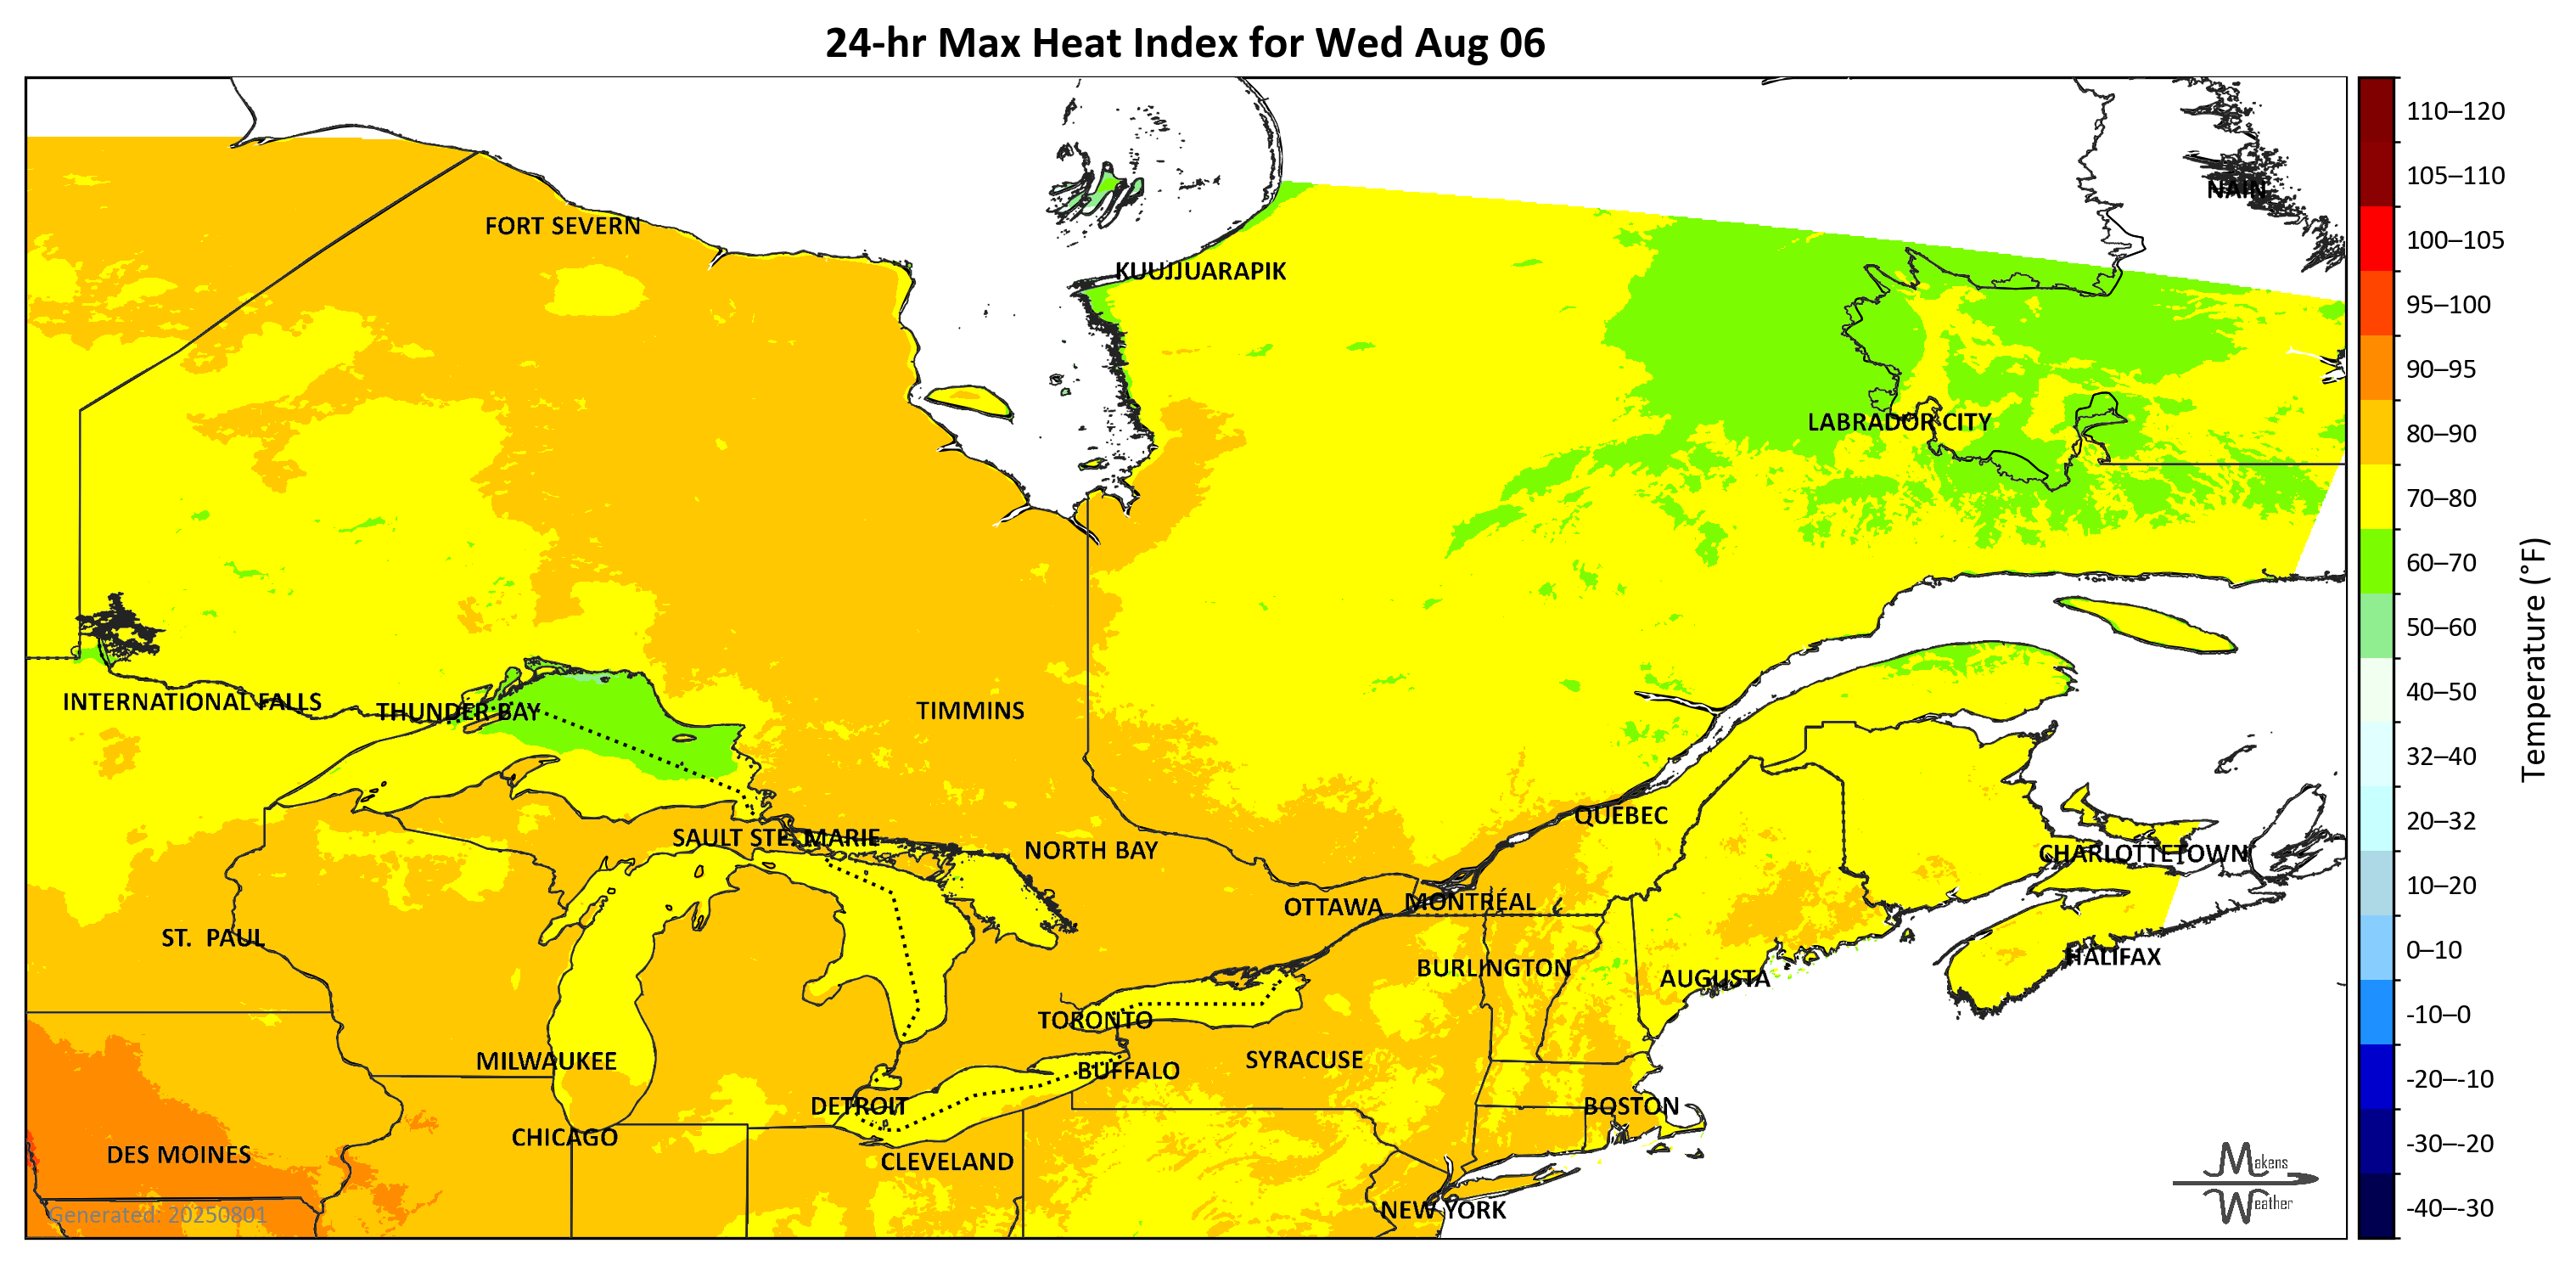 24-hr Max Heat Index for Wed Aug 06
110–120
105–110
NAIN
FORT SEVERN
100–105
KUUJJUARAPIK
95–100
90–95
LABRADOR CITY
80–90
70–80
60–70
50–60
Temperature (°F)
40–50
INTERNATIONAL FALLS
THUNDER BAY
TIMMINS
32–40
QUEBEC
20–32
SAULT STE. MARIE
NORTH BAY
CHARLOTTETOWN
10–20
OTTAWA
MONTRÉAL
ST.  PAUL
0–10
HALIFAX
BURLINGTON
AUGUSTA
-10–0
TORONTO
MILWAUKEE
SYRACUSE
BUFFALO
-20–-10
DETROIT
BOSTON
CHICAGO
-30–-20
DES MOINES
CLEVELAND
Makens
Weather
NEW YORK
-40–-30
Generated: 20250801